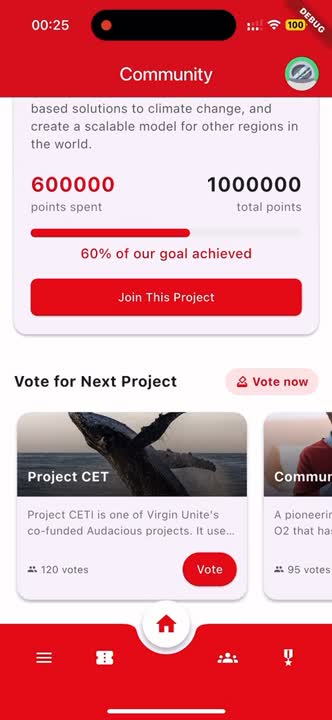 00:25
100
DEBUG
Community
based solutions to climate change, and
create a scalable model for other regions in
the world.
600000 1000000
points spent total points
60% of our goal achieved
Join This Project
Vote for Next Project Vote now
Project CET Commun
Project CETI is one of Virgin Unite's A pioneerin
co-funded Audacious projects. It use... O2 that has
120 votes Vote 95 votes